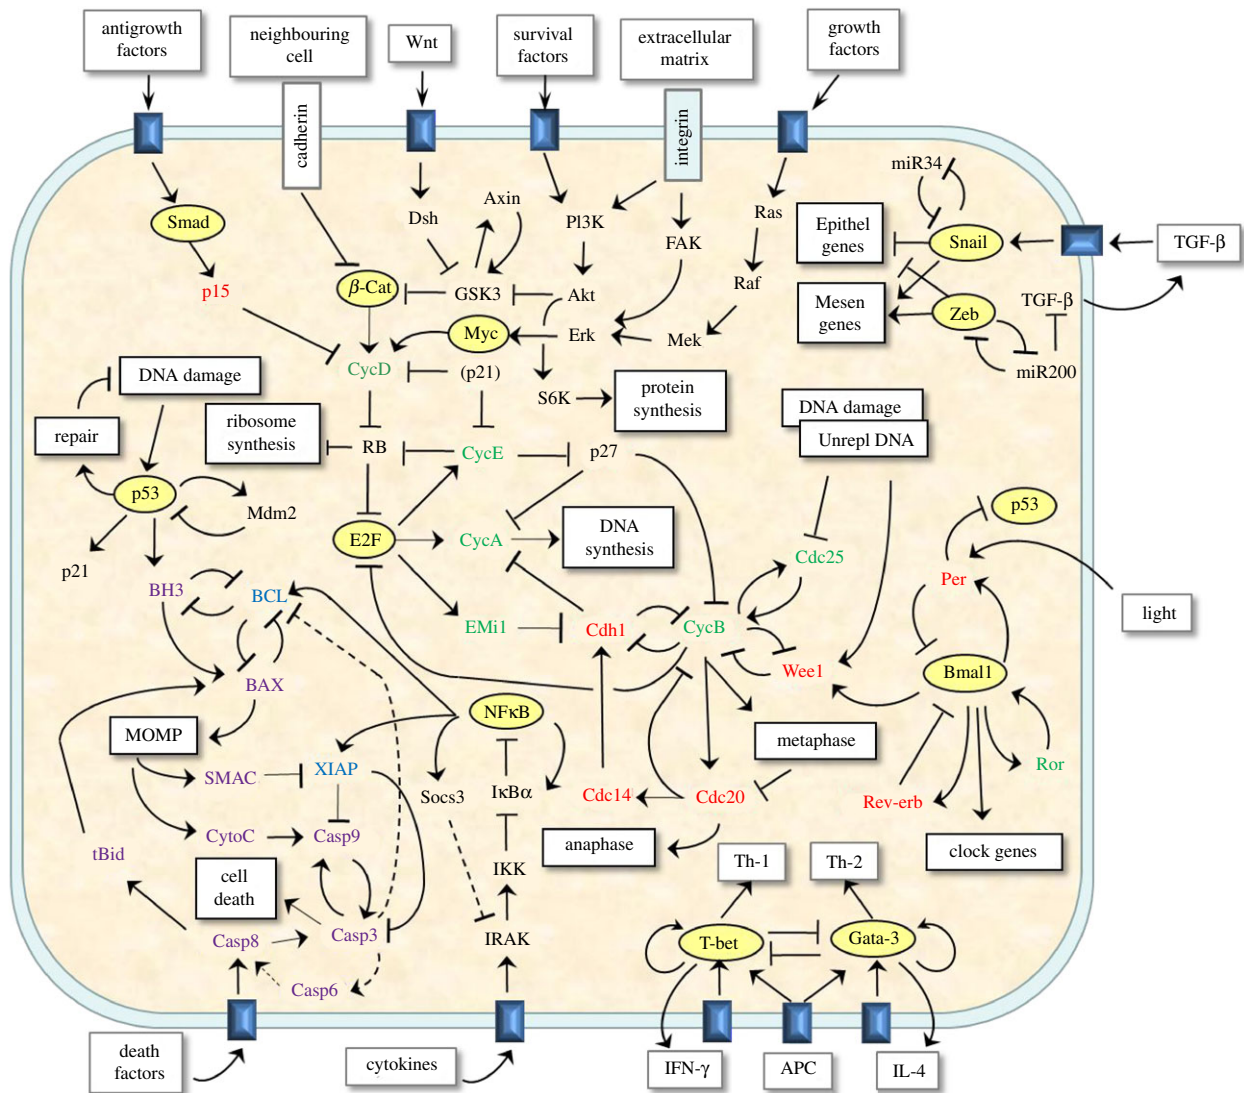 antigrowth
factors
neighbouring
cell
Wnt
survival
factors
extracellular
matrix
growth
factors
cadherin
integrin
miR34
Smad
Dsh
Axin
PI3K
FAK
Ras
Epithel
genes
Snail
TGF-β
p15
β-Cat
GSK3
Akt
Raf
Mesen
genes
Zeb
TGF-β
Myc
Erk
Mek
miR200
CycD
(p21)
S6K
protein
synthesis
DNA damage
DNA damage
Unrepl DNA
repair
ribosome
synthesis
RB
CycE
p27
p53
Mdm2
p53
E2F
CycA
DNA
synthesis
Cdc25
p21
BH3
BCL
Per
light
EMi1
Cdh1
CycB
Wee1
Bmal1
BAX
NFκB
MOMP
metaphase
SMAC
XIAP
Socs3
IκBα
Cdc14
Cdc20
Rev-erb
Ror
CytoC
Casp9
tBid
anaphase
clock genes
IKK
Th-1
Th-2
cell
death
Casp8
Casp3
IRAK
T-bet
Gata-3
Casp6
death
factors
cytokines
IFN-γ
APC
IL-4